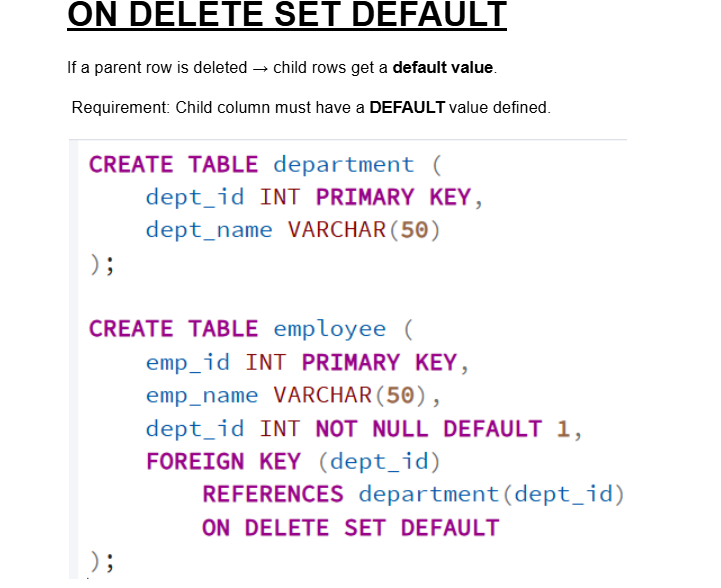 ON DELETE SET DEFAULT
If a parent row is deleted → child rows get a default value.
Requirement: Child column must have a DEFAULT value defined.
CREATE TABLE department (
    dept_id INT PRIMARY KEY,
    dept_name VARCHAR(50)
);
CREATE TABLE employee (
    emp_id INT PRIMARY KEY,
    emp_name VARCHAR(50),
    dept_id INT NOT NULL DEFAULT 1,
    FOREIGN KEY (dept_id)
        REFERENCES department(dept_id)
        ON DELETE SET DEFAULT
);